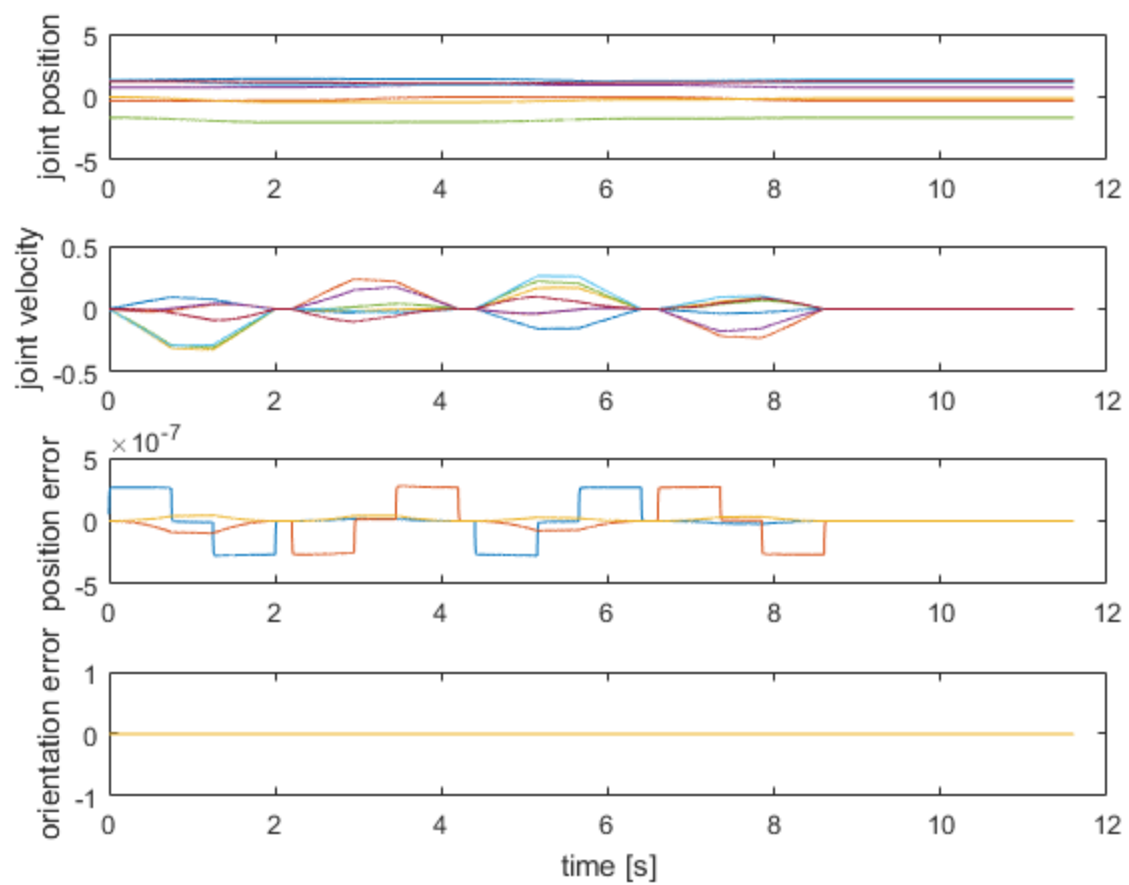 joint position
5
0
-5
0 2 4 6 8 10 12
joint velocity
0.5
0
-0.5
0 2 4 6 8 10 12
position error
×10-7
5
0
-5
0 2 4 6 8 10 12
orientation error
1
0
-1
0 2 4 6 8 10 12
time [s]